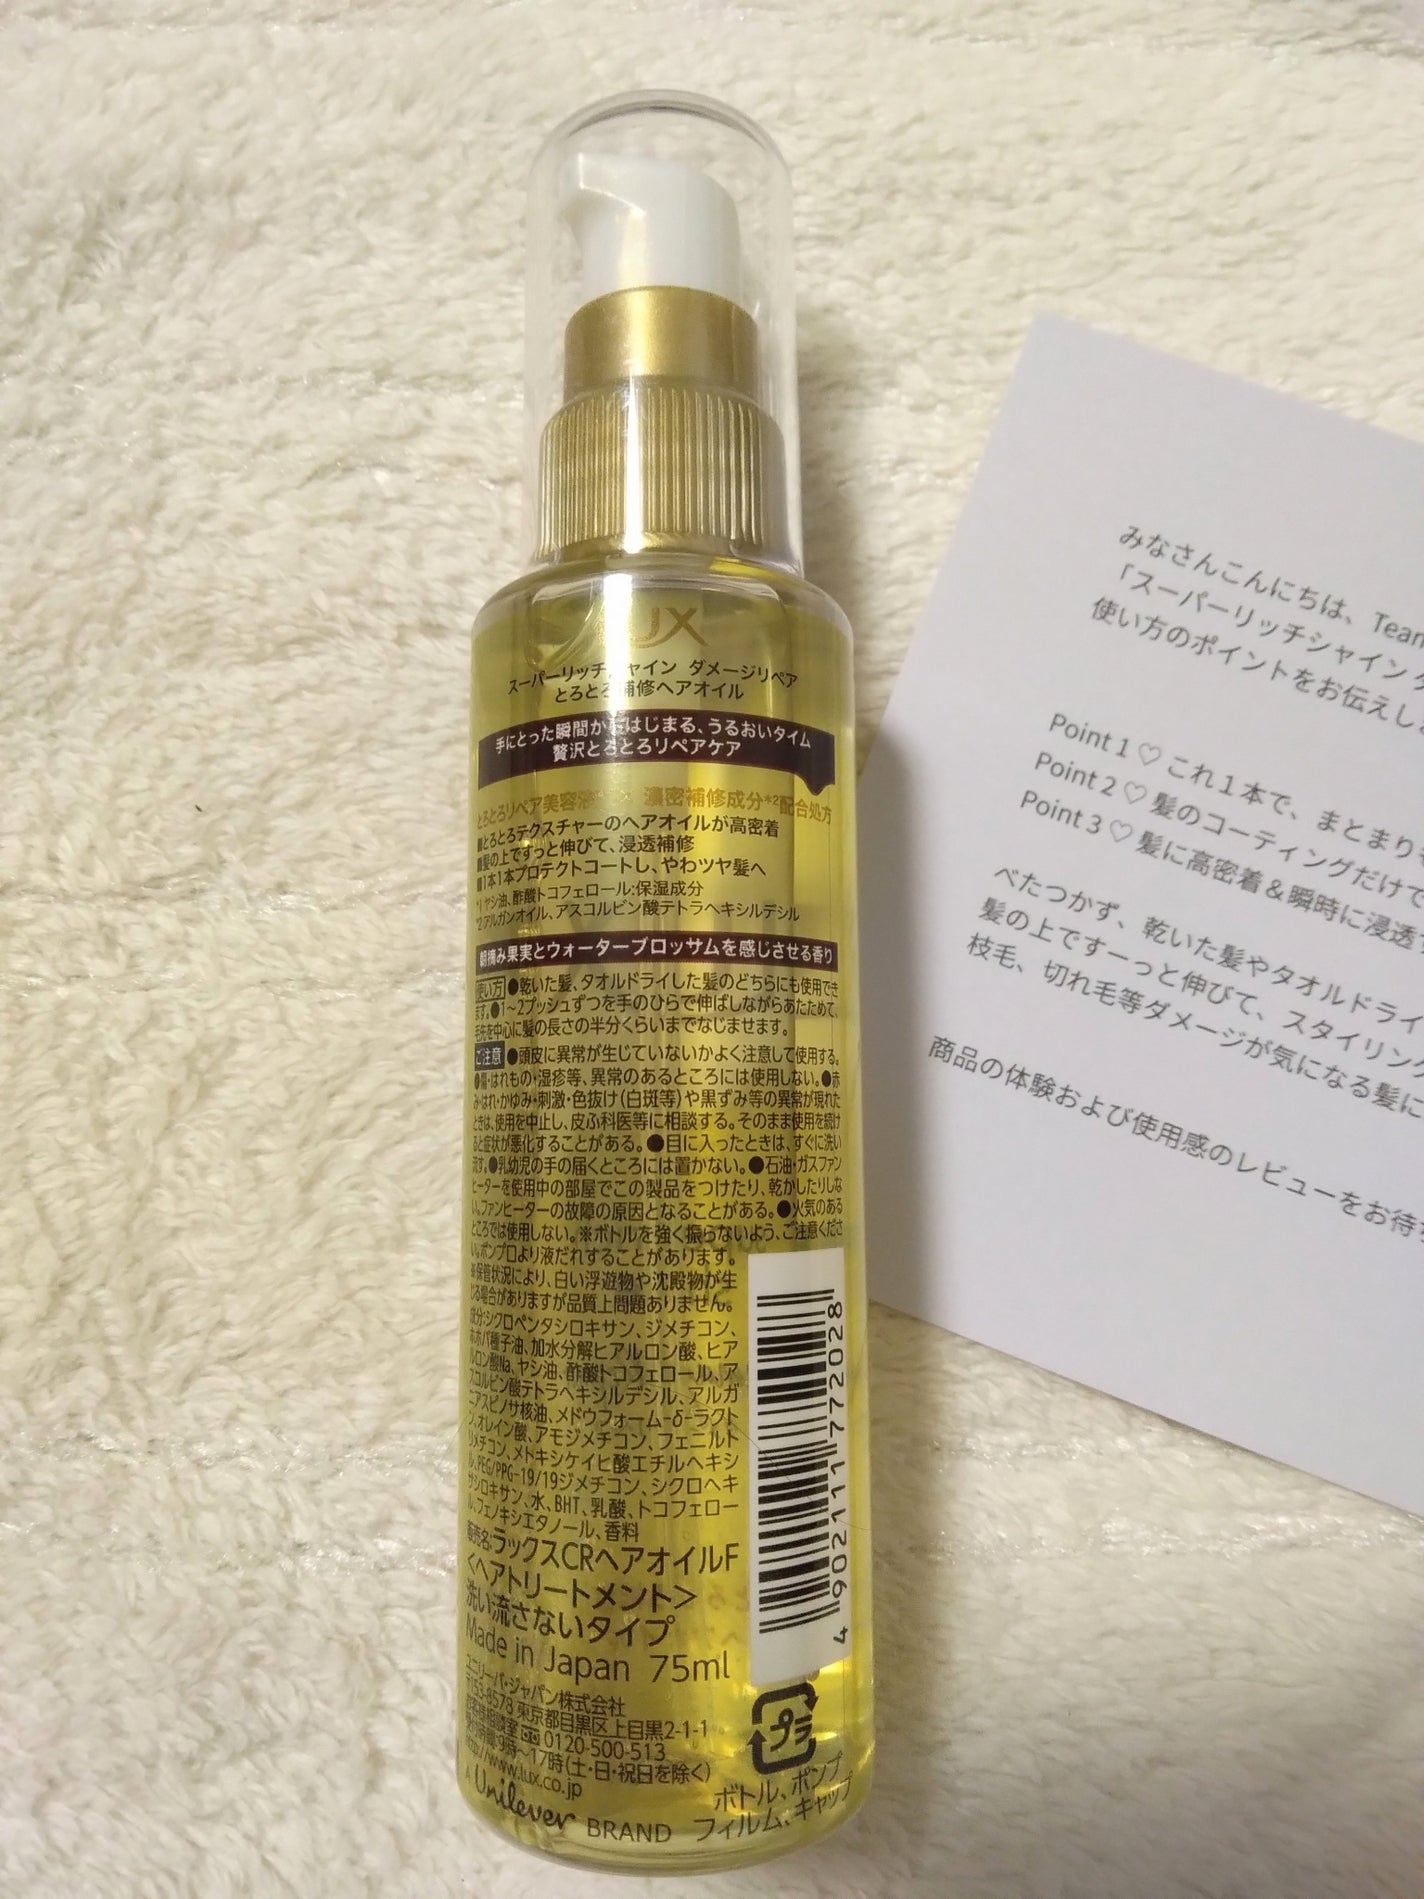 LUX
スーパーリッチシャイン ダメージリペア
とろとろ補修ヘアオイル
手にとった瞬間からはじまる、うるおいタイム
贅沢とろとろリペアケア
とろとろリペア美容液*1 × 濃密補修成分*2配合処方
■とろとろテクスチャーのヘアオイルが高密着
■髪の上ですっと伸びて、浸透補修
■1本1本プロテクトコートし、やわツヤ髪へ
*1 ヤシ油、酢酸トコフェロール:保湿成分
*2 アルガンオイル、アスコルビン酸テトラヘキシルデシル
朝摘み果実とウォーターブロッサムを感じさせる香り
使い方 ●乾いた髪、タオルドライした髪のどちらにも使用でき
ます。●1〜2プッシュずつを手のひらで伸ばしながらあたためて、
毛先を中心に髪の長さの半分くらいまでなじませます。
ご注意 ●頭皮に異常が生じていないかよく注意して使用する。
●傷・はれもの・湿疹等、異常のあるところには使用しない。●赤
み・はれ・かゆみ・刺激・色抜け(白斑等)や黒ずみ等の異常が現れた
ときは、使用を中止し、皮ふ科医等に相談する。そのまま使用を続け
ると症状が悪化することがある。●目に入ったときは、すぐに洗い
流す。●乳幼児の手の届くところには置かない。●石油・ガスファン
ヒーターを使用中の部屋でこの製品をつけたり、乾かしたりしな
い。ファンヒーターの故障の原因となることがある。●火気のある
ところでは使用しない。※ボトルを強く振らないよう、ご注意くださ
い。ポンプ口より液だれすることがあります。
※保管状況により、白い浮遊物や沈殿物が生
じる場合がありますが品質上問題ありません。
成分:シクロペンタシロキサン、ジメチコン、
ホホバ種子油、加水分解ヒアルロン酸、ヒア
ルロン酸Na、ヤシ油、酢酸トコフェロール、ア
スコルビン酸テトラヘキシルデシル、アルガ
ニアスピノサ核油、メドウフォーム-δ-ラクト
ン、オレイン酸、アモジメチコン、フェニルト
リメチコン、メトキシケイヒ酸エチルヘキシ
ル、PEG/PPG-19/19ジメチコン、シクロヘキ
サシロキサン、水、BHT、乳酸、トコフェロー
ル、フェノキシエタノール、香料
販売名:ラックスCRヘアオイルF
<ヘアトリートメント>
洗い流さないタイプ
Made in Japan 75ml
ユニリーバ・ジャパン株式会社
〒153-8578 東京都目黒区上目黒2-1-1
お客様相談室 0120-500-513
受付時間:9時〜17時(土・日・祝日を除く)
http://www.lux.co.jp
A Unilever BRAND
4 902111 772028
プラ
ボトル、ポンプ
フィルム、キャップ
みなさんこんにちは、Team
「スーパーリッチシャイン ダ
使い方のポイントをお伝えし
Point 1 ♡ これ1本で、まとまり
Point 2 ♡ 髪のコーティングだけで
Point 3 ♡ 髪に高密着＆瞬時に浸透
べたつかず、乾いた髪やタオルドライ
髪の上ですーっと伸びて、スタイリング
枝毛、切れ毛等ダメージが気になる髪に
商品の体験および使用感のレビューをお待ち